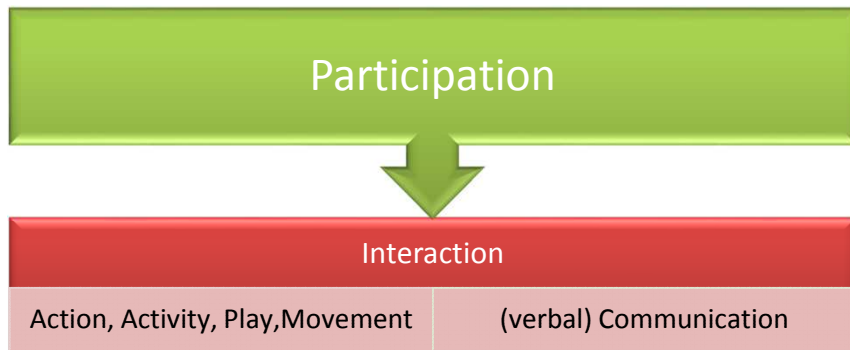 Participation
Interaction
Action, Activity, Play,Movement
(verbal) Communication